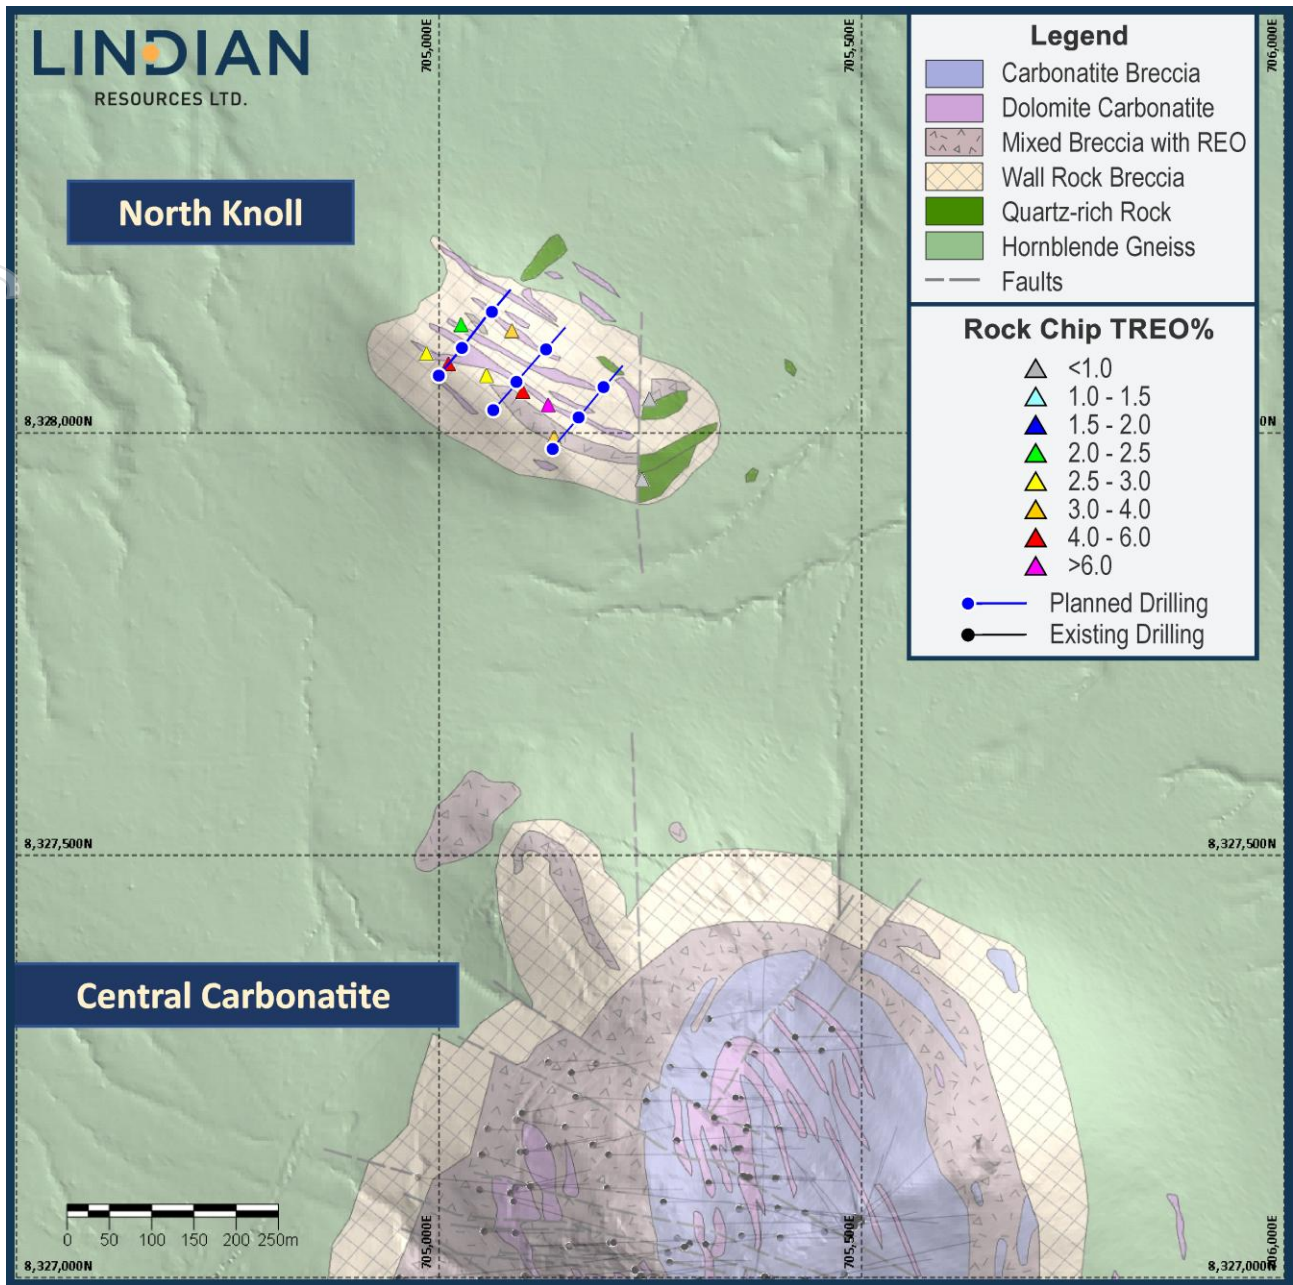 LINDIAN
RESOURCES LTD.
705,000E
705,500E
706,000E
Legend
Carbonatite Breccia
Dolomite Carbonatite
Mixed Breccia with REO
Wall Rock Breccia
Quartz-rich Rock
Hornblende Gneiss
Faults
North Knoll
Rock Chip TREO%
<1.0
1.0 - 1.5
1.5 - 2.0
2.0 - 2.5
2.5 - 3.0
3.0 - 4.0
4.0 - 6.0
>6.0
Planned Drilling
Existing Drilling
8,328,000N
0N
8,327,500N
8,327,500N
Central Carbonatite
0 50 100 150 200 250m
705,000E
705,500E
706,000E
8,327,000N
8,327,000N